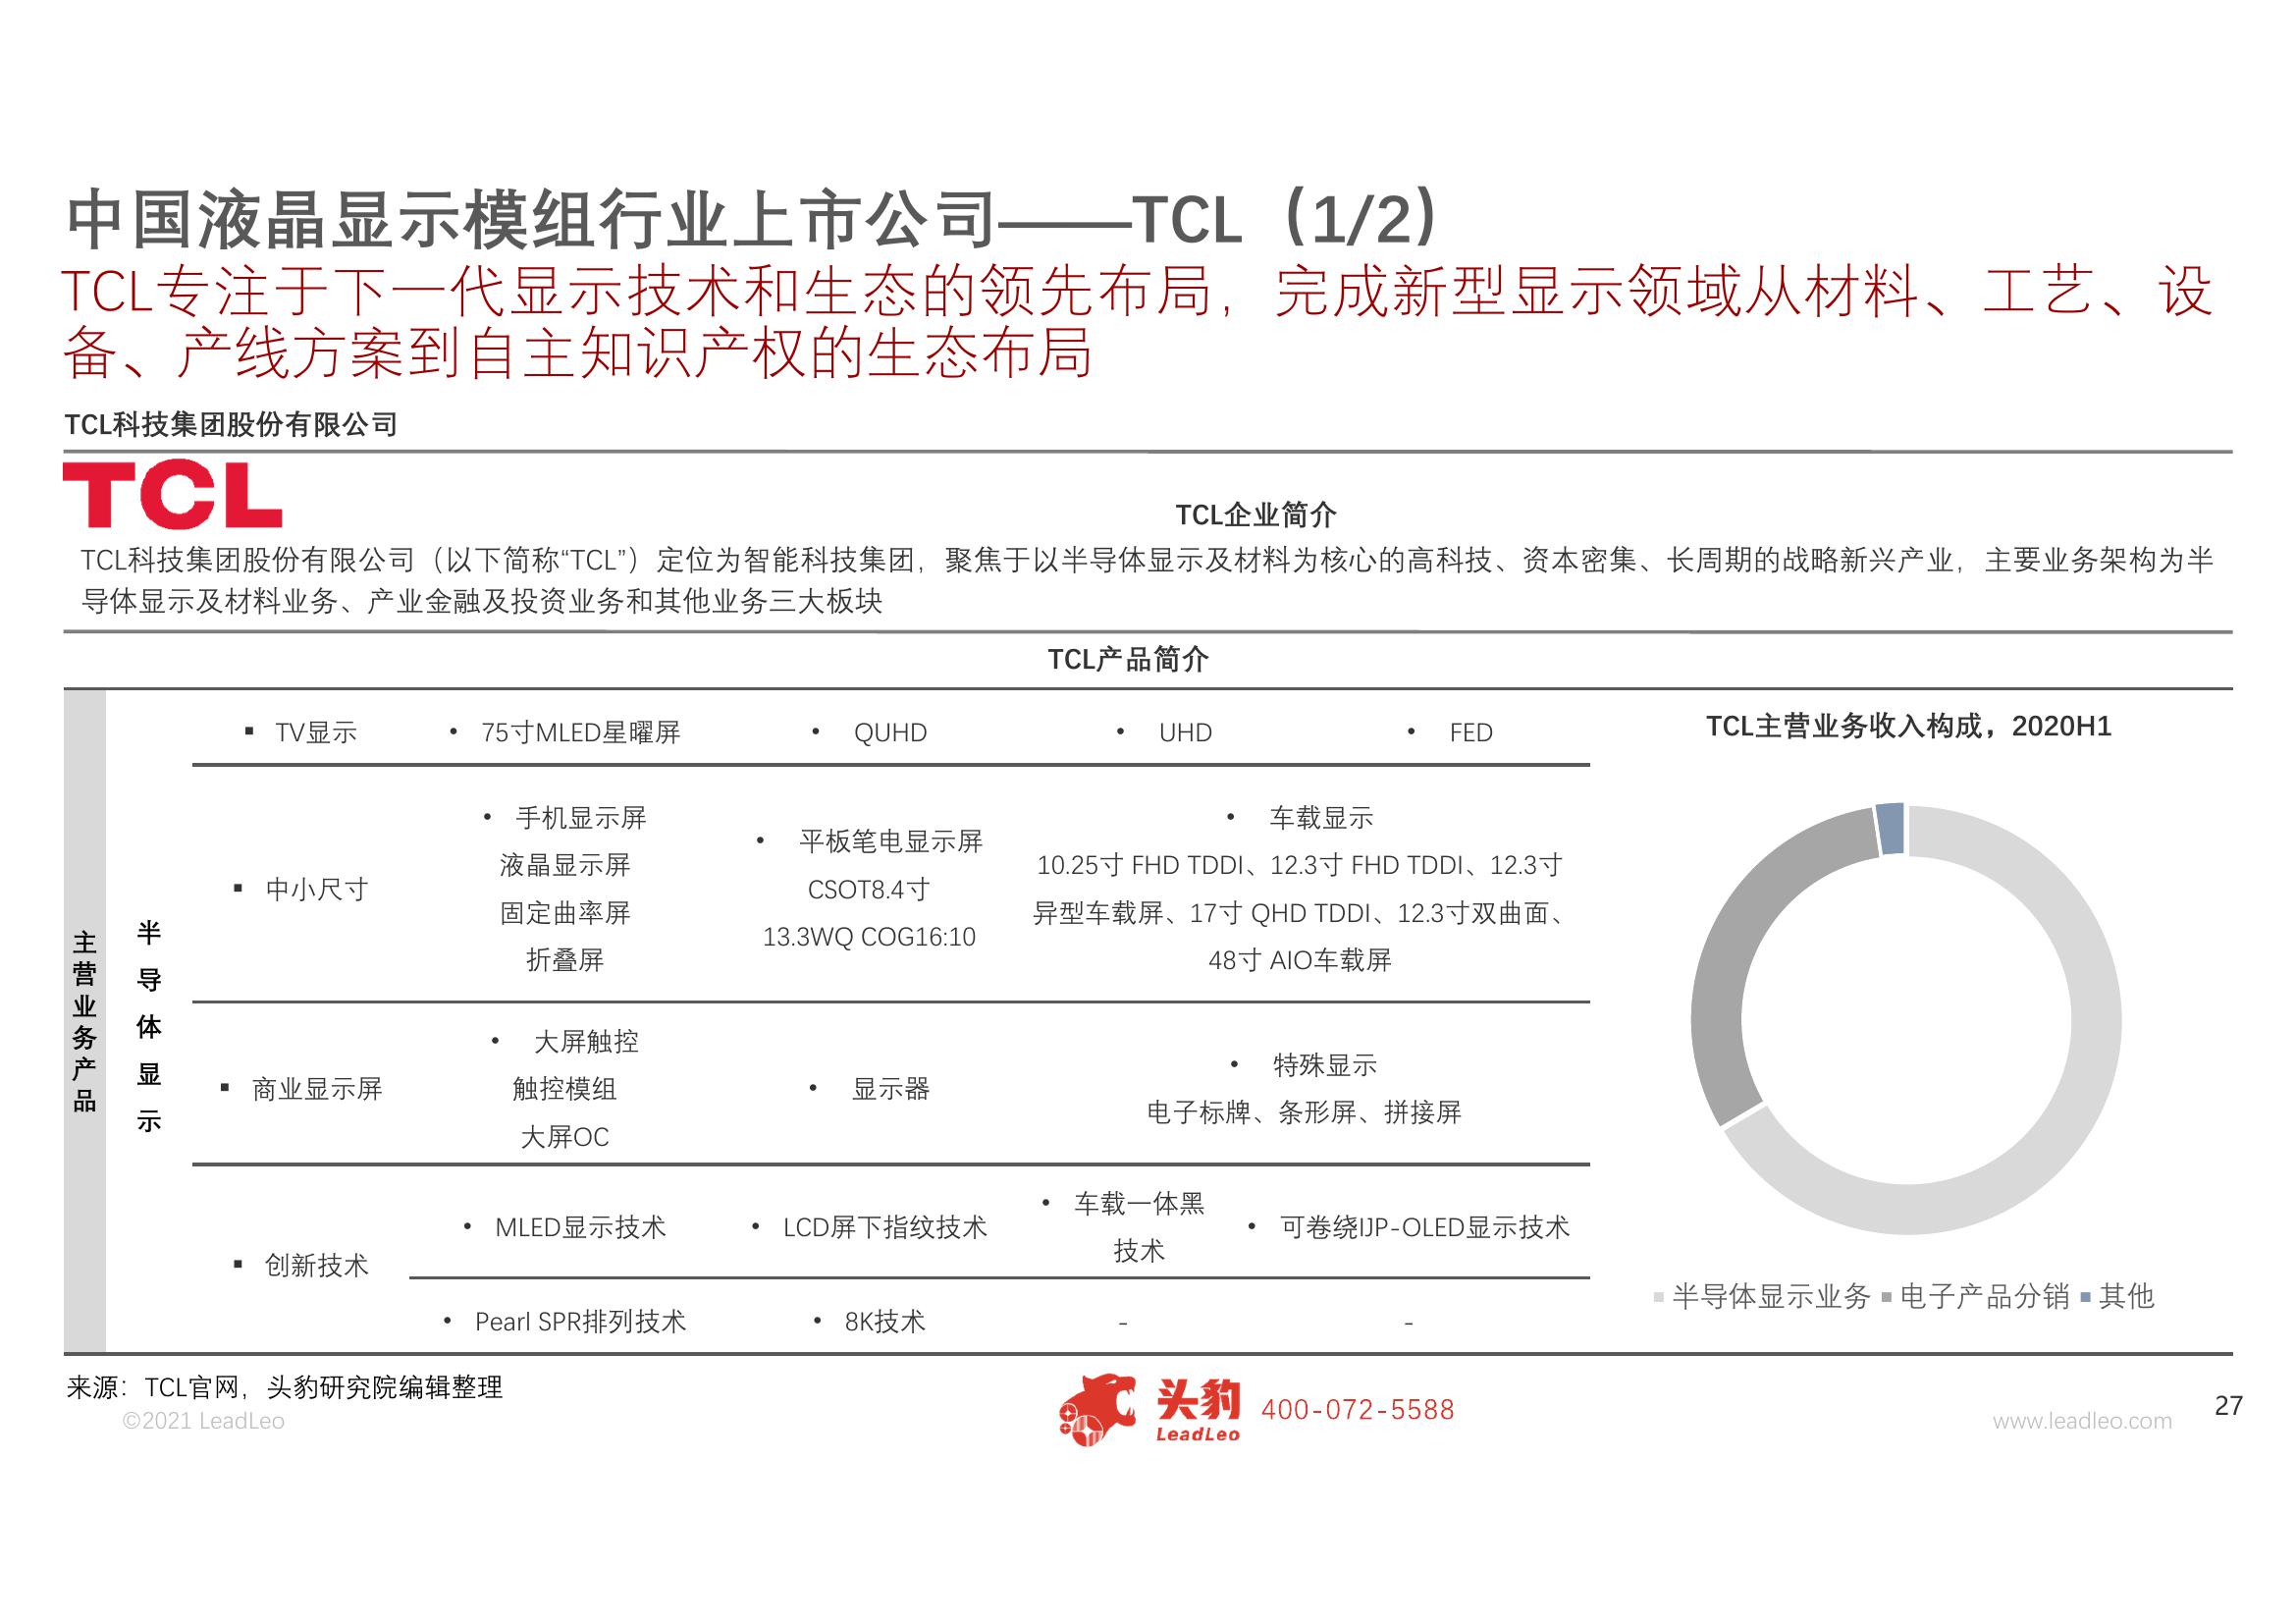 中国液晶显示模组行业上市公司——TCL（1/2）
TCL专注于下一代显示技术和生态的领先布局，完成新型显示领域从材料、工艺、设
备、产线方案到自主知识产权的生态布局
TCL科技集团股份有限公司
TCL
TCL企业简介
TCL科技集团股份有限公司（以下简称“TCL”）定位为智能科技集团，聚焦于以半导体显示及材料为核心的高科技、资本密集、长周期的战略新兴产业，主要业务架构为半
导体显示及材料业务、产业金融及投资业务和其他业务三大板块
TCL产品简介
主营业务产品
半导体显示
▪ TV显示
• 75寸MLED星曜屏
• QUHD
• UHD
• FED
▪ 中小尺寸
• 手机显示屏
液晶显示屏
固定曲率屏
折叠屏
• 平板笔电显示屏
CSOT8.4寸
13.3WQ COG16:10
• 车载显示
10.25寸 FHD TDDI、12.3寸 FHD TDDI、12.3寸
异型车载屏、17寸 QHD TDDI、12.3寸双曲面、
48寸 AIO车载屏
▪ 商业显示屏
• 大屏触控
触控模组
大屏OC
• 显示器
• 特殊显示
电子标牌、条形屏、拼接屏
▪ 创新技术
• MLED显示技术
• LCD屏下指纹技术
• 车载一体黑
技术
• 可卷绕IJP-OLED显示技术
• Pearl SPR排列技术
• 8K技术
-
-
TCL主营业务收入构成，2020H1
半导体显示业务 电子产品分销 其他
来源：TCL官网，头豹研究院编辑整理
©2021 LeadLeo
头豹
LeadLeo
400-072-5588
www.leadleo.com
27